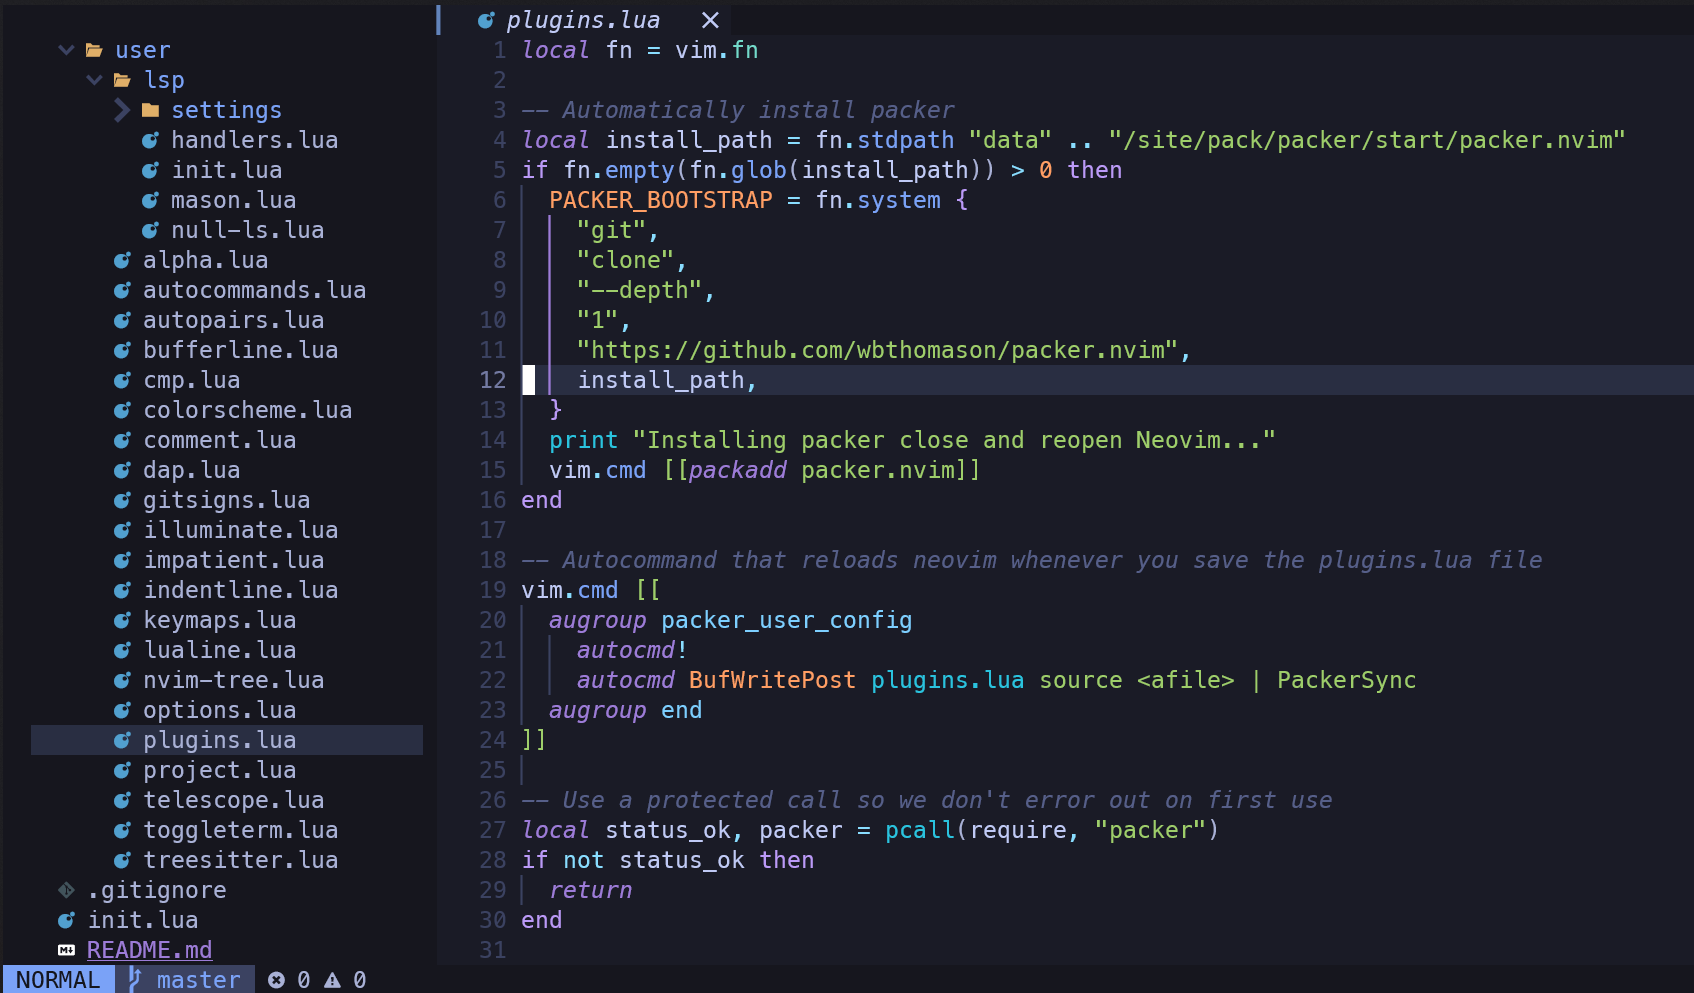 user
lsp
settings
handlers.lua
init.lua
mason.lua
null-ls.lua
alpha.lua
autocommands.lua
autopairs.lua
bufferline.lua
cmp.lua
colorscheme.lua
comment.lua
dap.lua
gitsigns.lua
illuminate.lua
impatient.lua
indentline.lua
keymaps.lua
lualine.lua
nvim-tree.lua
options.lua
plugins.lua
project.lua
telescope.lua
toggleterm.lua
treesitter.lua
.gitignore
init.lua
README.md
plugins.lua
1 local fn = vim.fn
2
3 -- Automatically install packer
4 local install_path = fn.stdpath "data" .. "/site/pack/packer/start/packer.nvim"
5 if fn.empty(fn.glob(install_path)) > 0 then
6   PACKER_BOOTSTRAP = fn.system {
7     "git",
8     "clone",
9     "--depth",
10     "1",
11     "https://github.com/wbthomason/packer.nvim",
12     install_path,
13   }
14   print "Installing packer close and reopen Neovim..."
15   vim.cmd [[packadd packer.nvim]]
16 end
17
18 -- Autocommand that reloads neovim whenever you save the plugins.lua file
19 vim.cmd [[
20   augroup packer_user_config
21     autocmd!
22     autocmd BufWritePost plugins.lua source <afile> | PackerSync
23   augroup end
24 ]]
25
26 -- Use a protected call so we don't error out on first use
27 local status_ok, packer = pcall(require, "packer")
28 if not status_ok then
29   return
30 end
31
NORMAL master 0 0